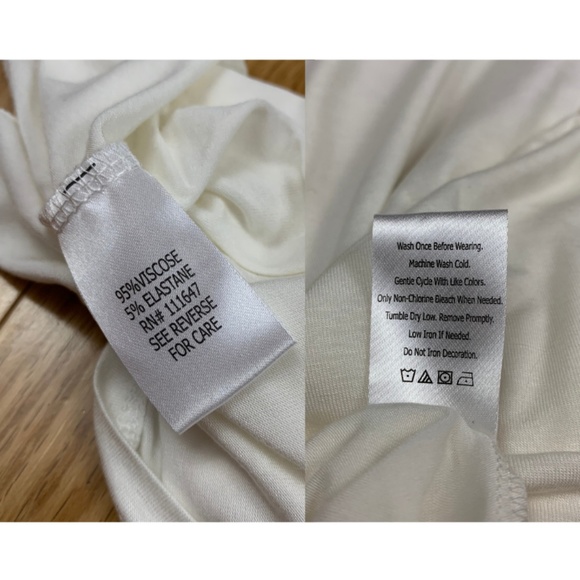 95%VISCOSE
5% ELASTANE
RN# 111647
SEE REVERSE
FOR CARE
Wash Once Before Wearing.
Machine Wash Cold.
Gentle Cycle With Like Colors.
Only Non-Chlorine Bleach When Needed.
Tumble Dry Low. Remove Promptly.
Low Iron If Needed.
Do Not Iron Decoration.